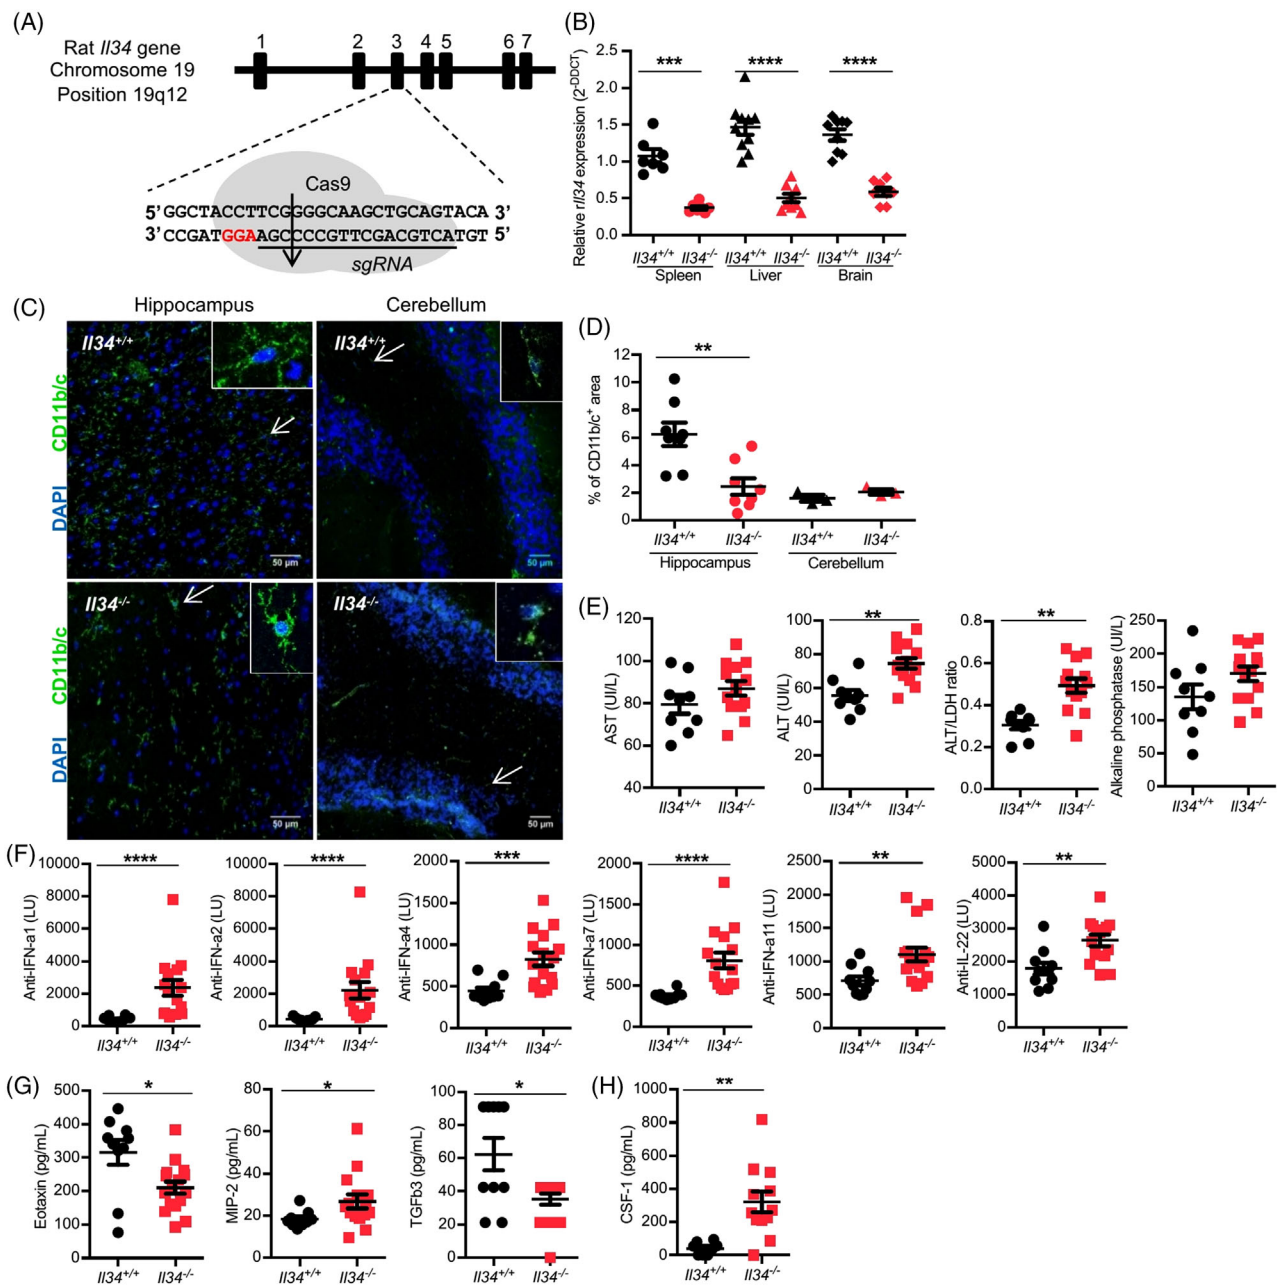 (A)
Rat Il34 gene
Chromosome 19
Position 19q12
1 2 3 4 5 6 7
Cas9
5’GGCTACCTTCGGGGCAAGCTGCAGTACA 3’
3’CCGATGGAAGCCCCGTTCGACGTCATGT 5’
sgRNA
(B)
Relative rIl34 expression (2^-DDCT)
2.5
2.0
1.5
1.0
0.5
0.0
*** **** ****
Il34+/+ Il34-/- Il34+/+ Il34-/- Il34+/+ Il34-/-
Spleen Liver Brain
(C)
Hippocampus Cerebellum
CD11b/c
DAPI
Il34+/+
50 µm
Il34+/+
50 µm
CD11b/c
DAPI
Il34-/-
50 µm
Il34-/-
50 µm
(D)
% of CD11b/c+ area
12
10
8
6
4
2
0
**
Il34+/+ Il34-/- Il34+/+ Il34-/-
Hippocampus Cerebellum
(E)
AST (UI/L)
120
100
80
60
40
Il34+/+ Il34-/-
ALT (UI/L)
100
80
60
40
20
0
**
Il34+/+ Il34-/-
ALT/LDH ratio
0.8
0.6
0.4
0.2
0.0
**
Il34+/+ Il34-/-
Alkaline phosphatase (UI/L)
250
200
150
100
50
0
Il34+/+ Il34-/-
(F)
Anti-IFN-a1 (LU)
10000
8000
6000
4000
2000
0
****
Il34+/+ Il34-/-
Anti-IFN-a2 (LU)
10000
8000
6000
4000
2000
0
****
Il34+/+ Il34-/-
Anti-IFN-a4 (LU)
2000
1500
1000
500
0
***
Il34+/+ Il34-/-
Anti-IFN-a7 (LU)
2000
1500
1000
500
0
****
Il34+/+ Il34-/-
Anti-IFN-a11 (LU)
2500
2000
1500
1000
500
0
**
Il34+/+ Il34-/-
Anti-IL-22 (LU)
5000
4000
3000
2000
1000
0
**
Il34+/+ Il34-/-
(G)
Eotaxin (pg/mL)
500
400
300
200
100
0
*
Il34+/+ Il34-/-
MIP-2 (pg/mL)
80
60
40
20
0
*
Il34+/+ Il34-/-
TGFb3 (pg/mL)
100
80
60
40
20
0
*
Il34+/+ Il34-/-
(H)
CSF-1 (pg/mL)
1000
800
600
400
200
0
**
Il34+/+ Il34-/-